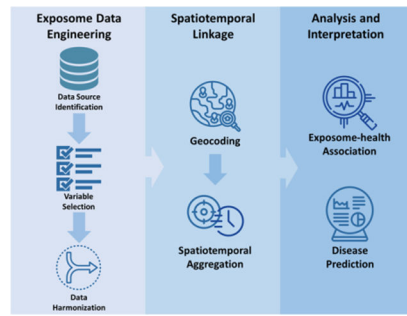 Exposome Data
Engineering
Data Source
Identification
Variable
Selection
Data
Harmonization
Spatiotemporal
Linkage
Geocoding
Spatiotemporal
Aggregation
Analysis and
Interpretation
Exposome-health
Association
Disease
Prediction